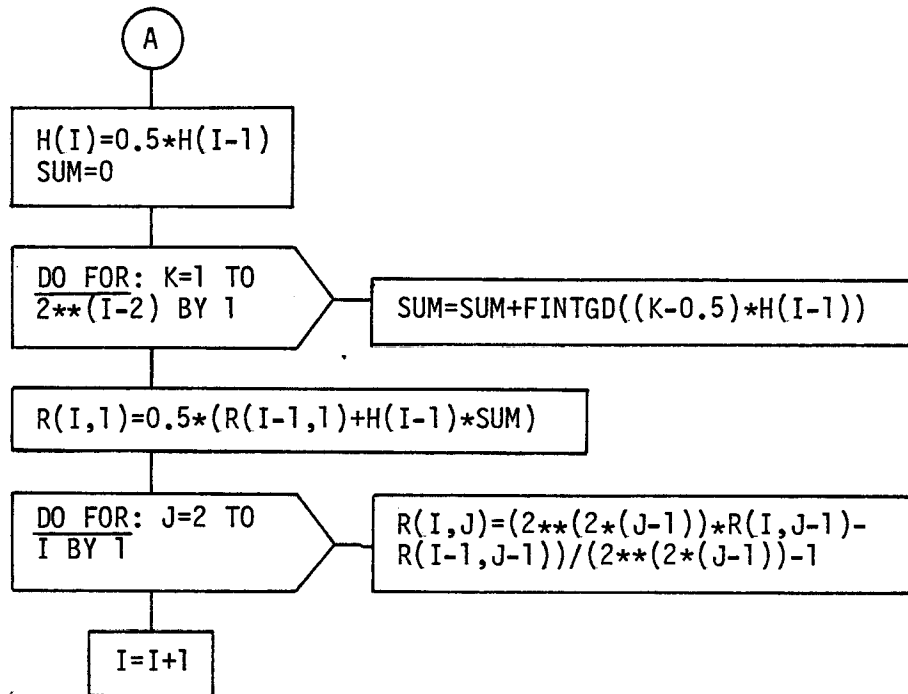 A
H(I)=0.5*H(I-1)
SUM=0
DO FOR: K=1 TO
2**(I-2) BY 1
SUM=SUM+FINTGD((K-0.5)*H(I-1))
R(I,1)=0.5*(R(I-1,1)+H(I-1)*SUM)
DO FOR: J=2 TO
I BY 1
R(I,J)=(2**(2*(J-1))*R(I,J-1)-
R(I-1,J-1))/(2**(2*(J-1))-1
I=I+1